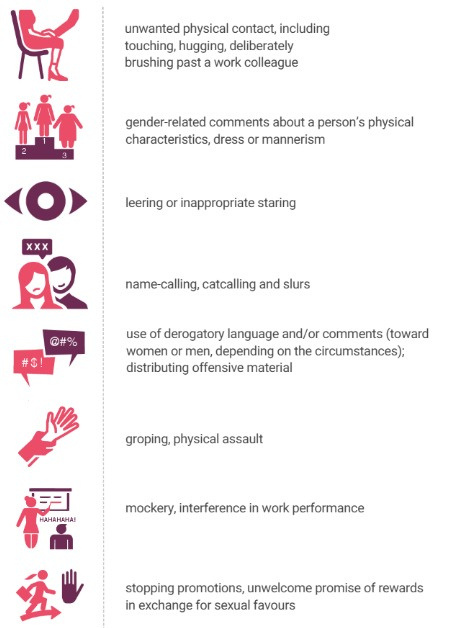 unwanted physical contact, including
touching, hugging, deliberately
brushing past a work colleague
1
2
3
gender-related comments about a person's physical
characteristics, dress or mannerism
leering or inappropriate staring
XXX
name-calling, catcalling and slurs
@#%
#$!
use of derogatory language and/or comments (toward
women or men, depending on the circumstances);
distributing offensive material
groping, physical assault
HAHAHAHA!
mockery, interference in work performance
stopping promotions, unwelcome promise of rewards
in exchange for sexual favours